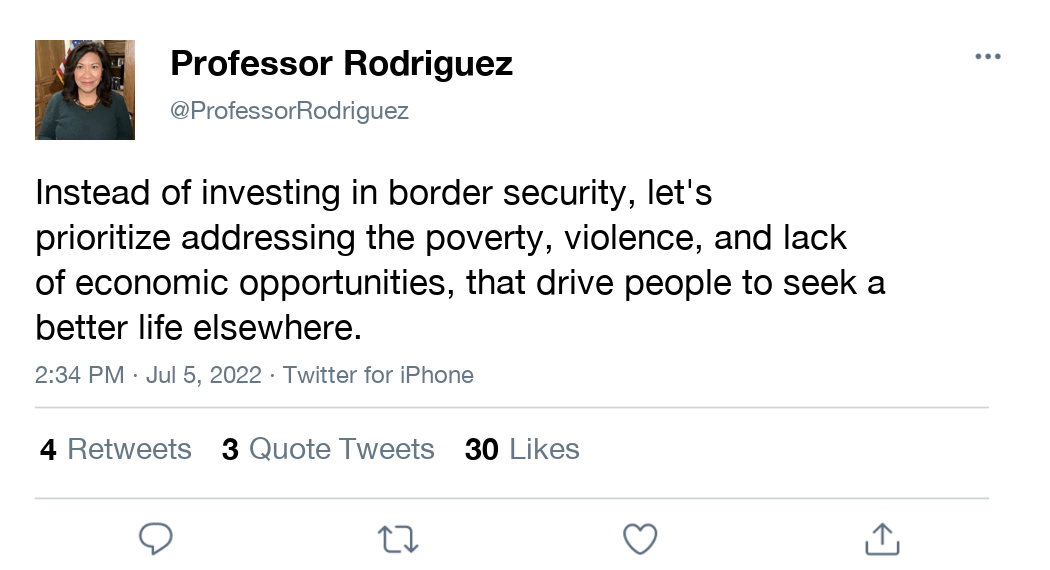 Professor Rodriguez
@ProfessorRodriguez
Instead of investing in border security, let's
prioritize addressing the poverty, violence, and lack
of economic opportunities, that drive people to seek a
better life elsewhere.
2:34 PM · Jul 5, 2022 · Twitter for iPhone
4 Retweets 3 Quote Tweets 30 Likes